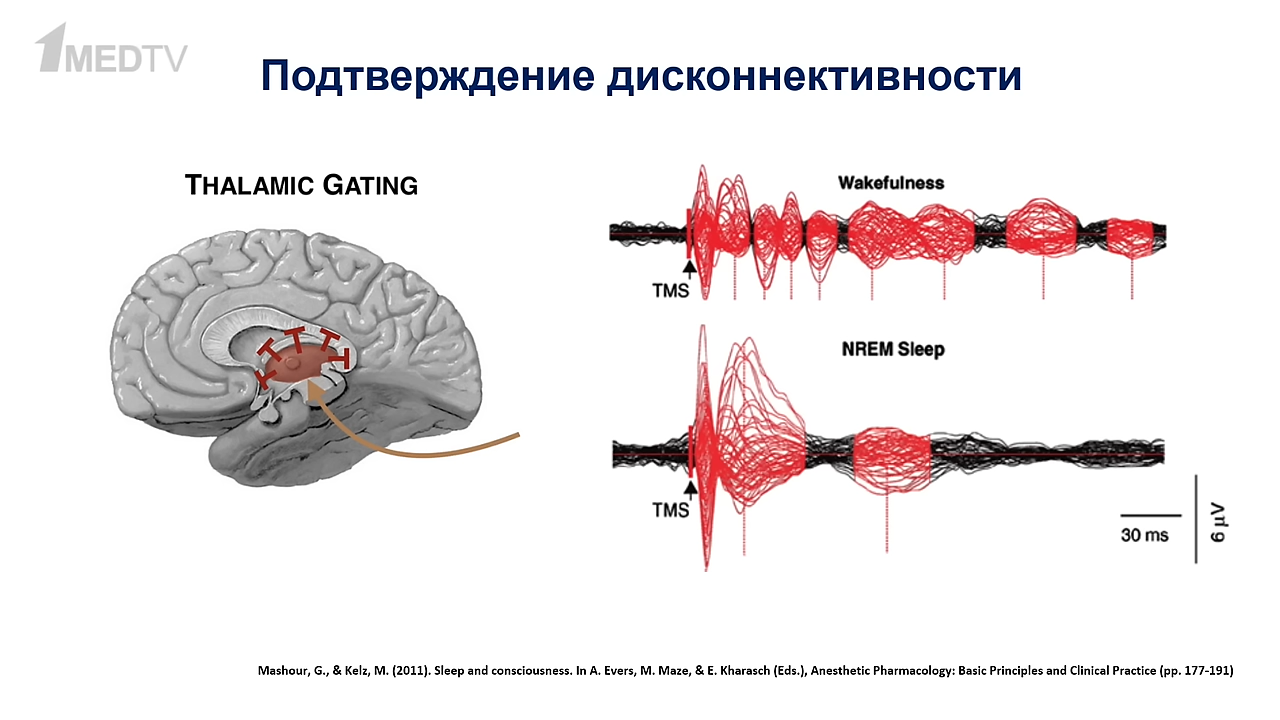 1MEDTV
Подтверждение дисконнективности
THALAMIC GATING
Wakefulness
TMS
NREM Sleep
TMS
30 ms
6 µV
Mashour, G., & Kelz, M. (2011). Sleep and consciousness. In A. Evers, M. Maze, & E. Kharasch (Eds.), Anesthetic Pharmacology: Basic Principles and Clinical Practice (pp. 177-191)